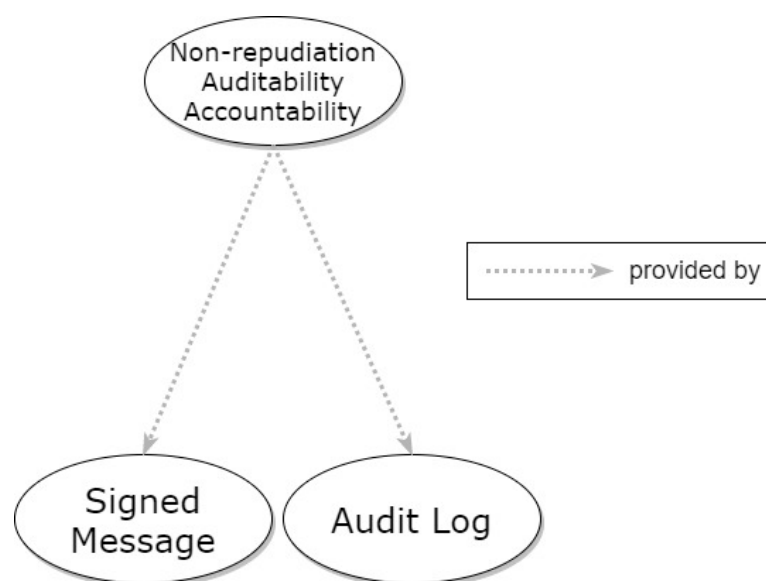 Non-repudiation
Auditability
Accountability
provided by
Signed
Message
Audit Log